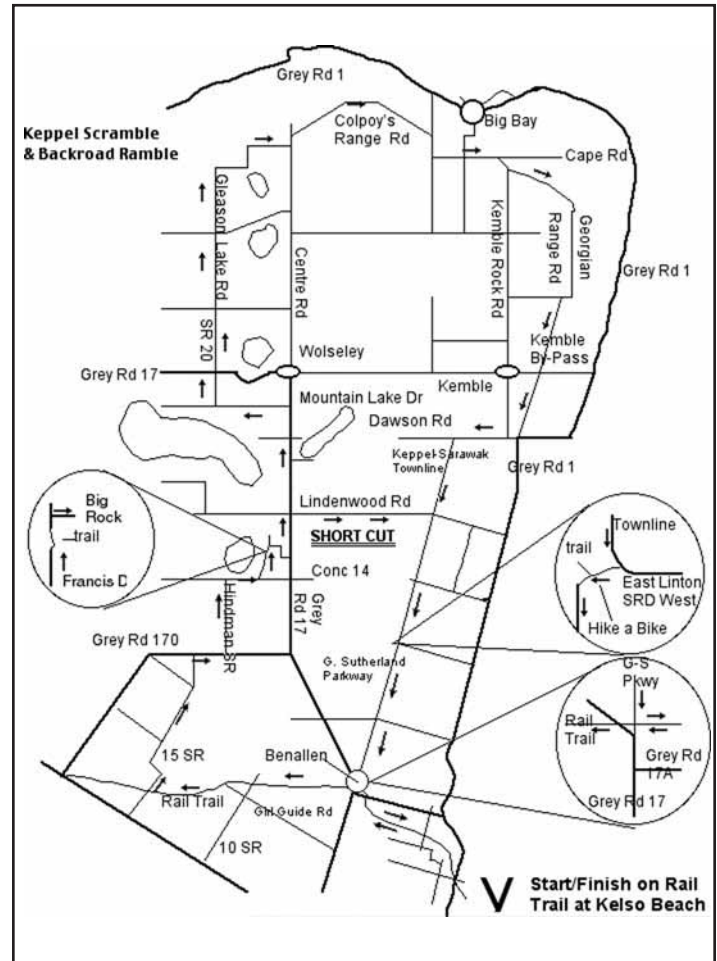 Grey Rd 1
Keppel Scramble
& Backroad Ramble
Colpoy's
Range Rd
Big Bay
Cape Rd
Gleason
Lake Rd
Centre Rd
Kemble Rock Rd
Georgian
Range Rd
Grey Rd 1
SR 20
Wolseley
Kemble
By-Pass
Grey Rd 17
Kemble
Mountain Lake Dr
Dawson Rd
Keppel-Sarawak
Townline
Grey Rd 1
Lindenwood Rd
SHORT CUT
Big
Rock
trail
Francis D
Townline
trail
East Linton
SRD West
Hike a Bike
Conc 14
Hindman SR
Grey
Rd 17
Grey Rd 170
G. Sutherland
Parkway
G-S
Pkwy
Rail
Trail
Grey Rd
17A
Grey Rd 17
15 SR
Benallen
Rail Trail
Girl Guide Rd
10 SR
V
Start/Finish on Rail
Trail at Kelso Beach